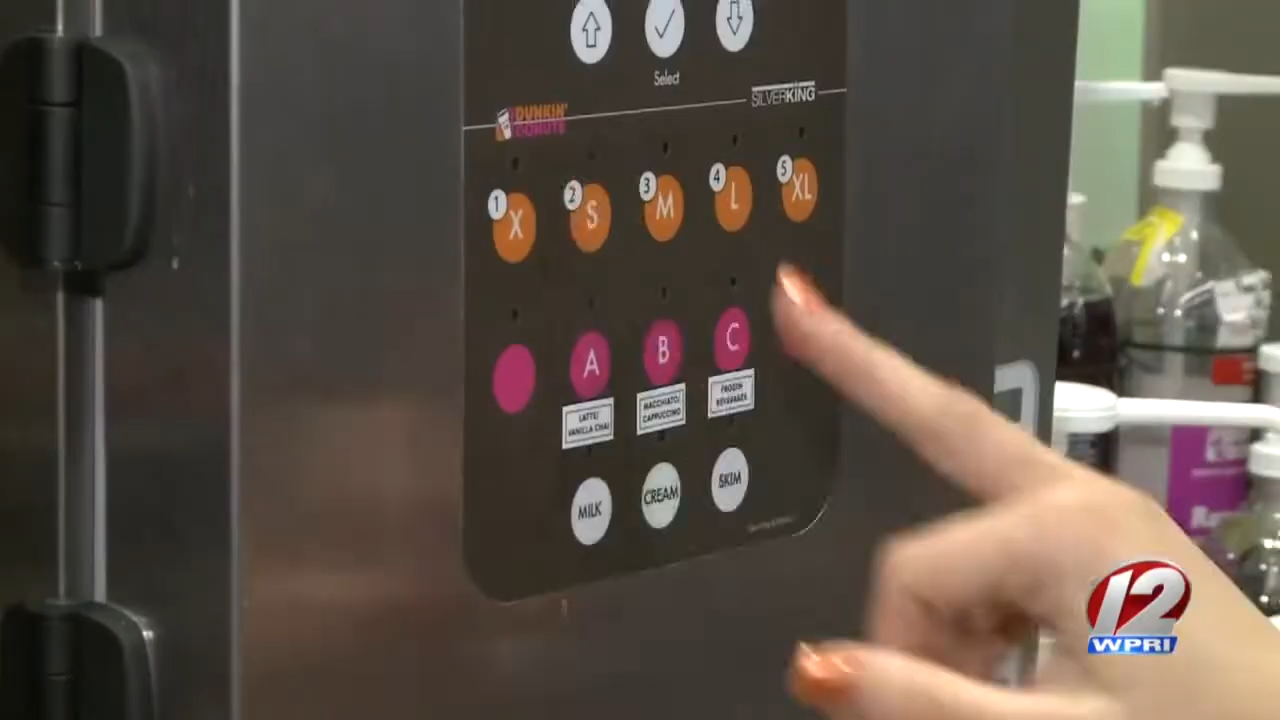 Select
DUNKIN'
DONUTS
SILVERKING
1 2 3 4 5
X S M L XL
A B C
LATTE/
VANILLA CHAI
MACCHIATO/
CAPPUCCINO
FROZEN
BEVERAGE
MILK CREAM SKIM
12
WPRI